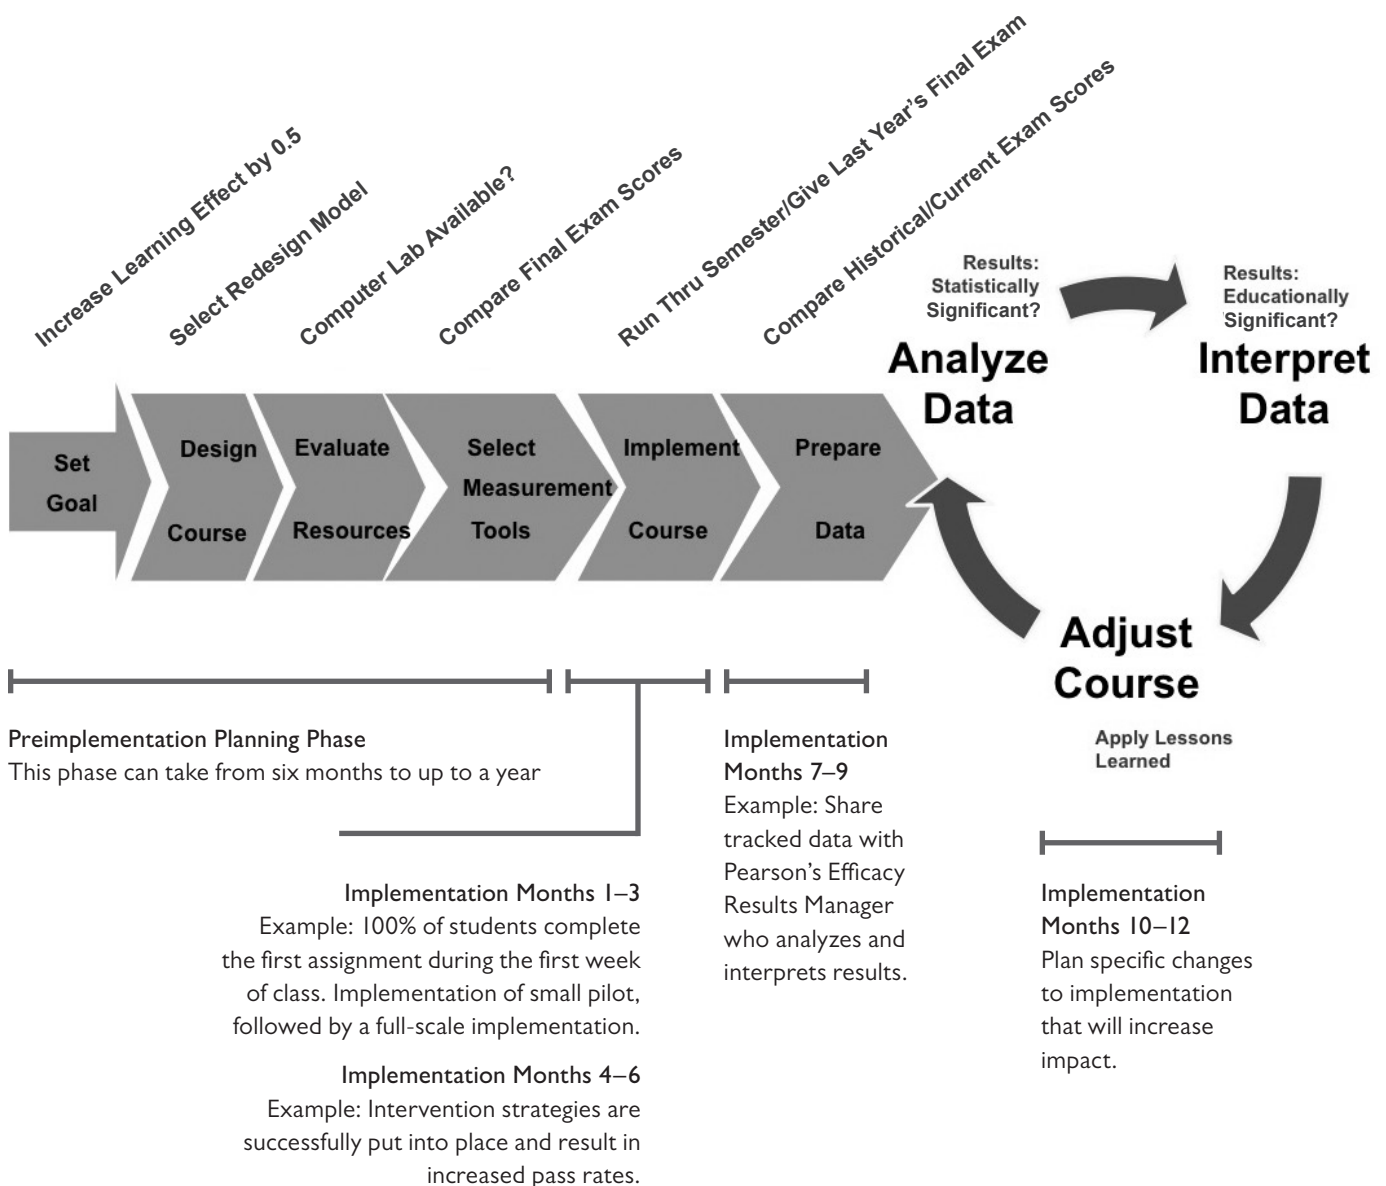 Increase Learning Effect by 0.5
Select Redesign Model
Computer Lab Available?
Compare Final Exam Scores
Run Thru Semester/Give Last Year's Final Exam
Compare Historical/Current Exam Scores
Set
Goal
Design
Course
Evaluate
Resources
Select
Measurement
Tools
Implement
Course
Prepare
Data
Results:
Statistically
Significant?
Analyze
Data
Results:
Educationally
Significant?
Interpret
Data
Adjust
Course
Apply Lessons
Learned
Preimplementation Planning Phase
This phase can take from six months to up to a year
Implementation Months 1–3
Example: 100% of students complete
the first assignment during the first week
of class. Implementation of small pilot,
followed by a full-scale implementation.
Implementation Months 4–6
Example: Intervention strategies are
successfully put into place and result in
increased pass rates.
Implementation
Months 7–9
Example: Share
tracked data with
Pearson's Efficacy
Results Manager
who analyzes and
interprets results.
Implementation
Months 10–12
Plan specific changes
to implementation
that will increase
impact.